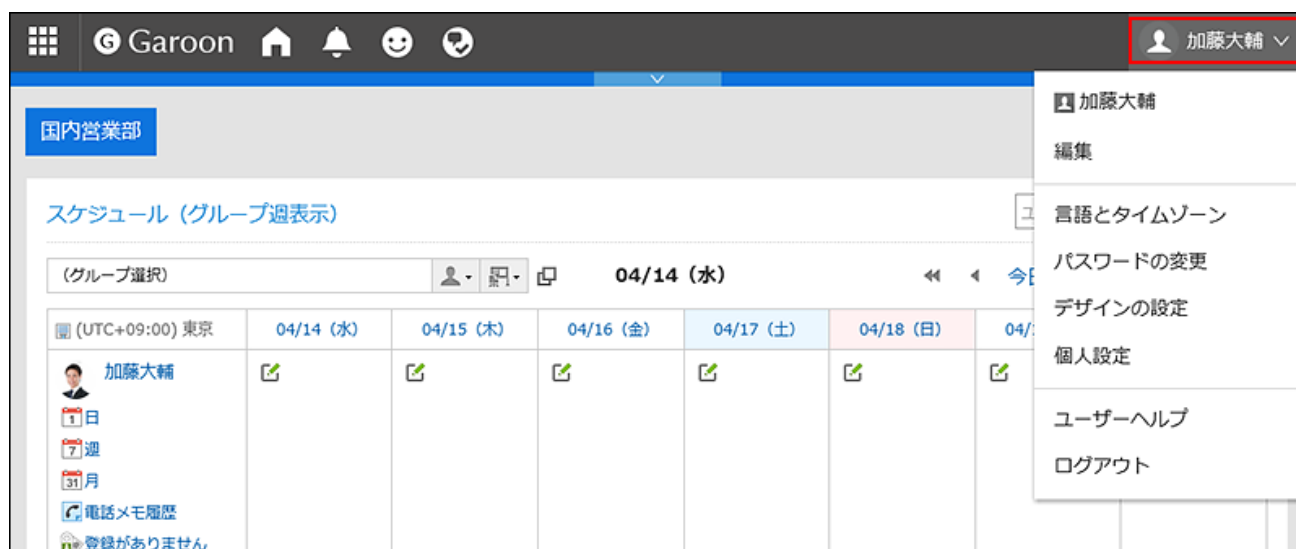 Garoon
加藤大輔
加藤大輔
編集
国内営業部
スケジュール（グループ週表示）
言語とタイムゾーン
パスワードの変更
デザインの設定
個人設定
ユーザーヘルプ
ログアウト
（グループ選択）
04/14（水）
(UTC+09:00) 東京
04/14（水）
04/15（木）
04/16（金）
04/17（土）
04/18（日）
04/
加藤大輔
1 日
7 週
31 月
電話メモ履歴
登録がありません